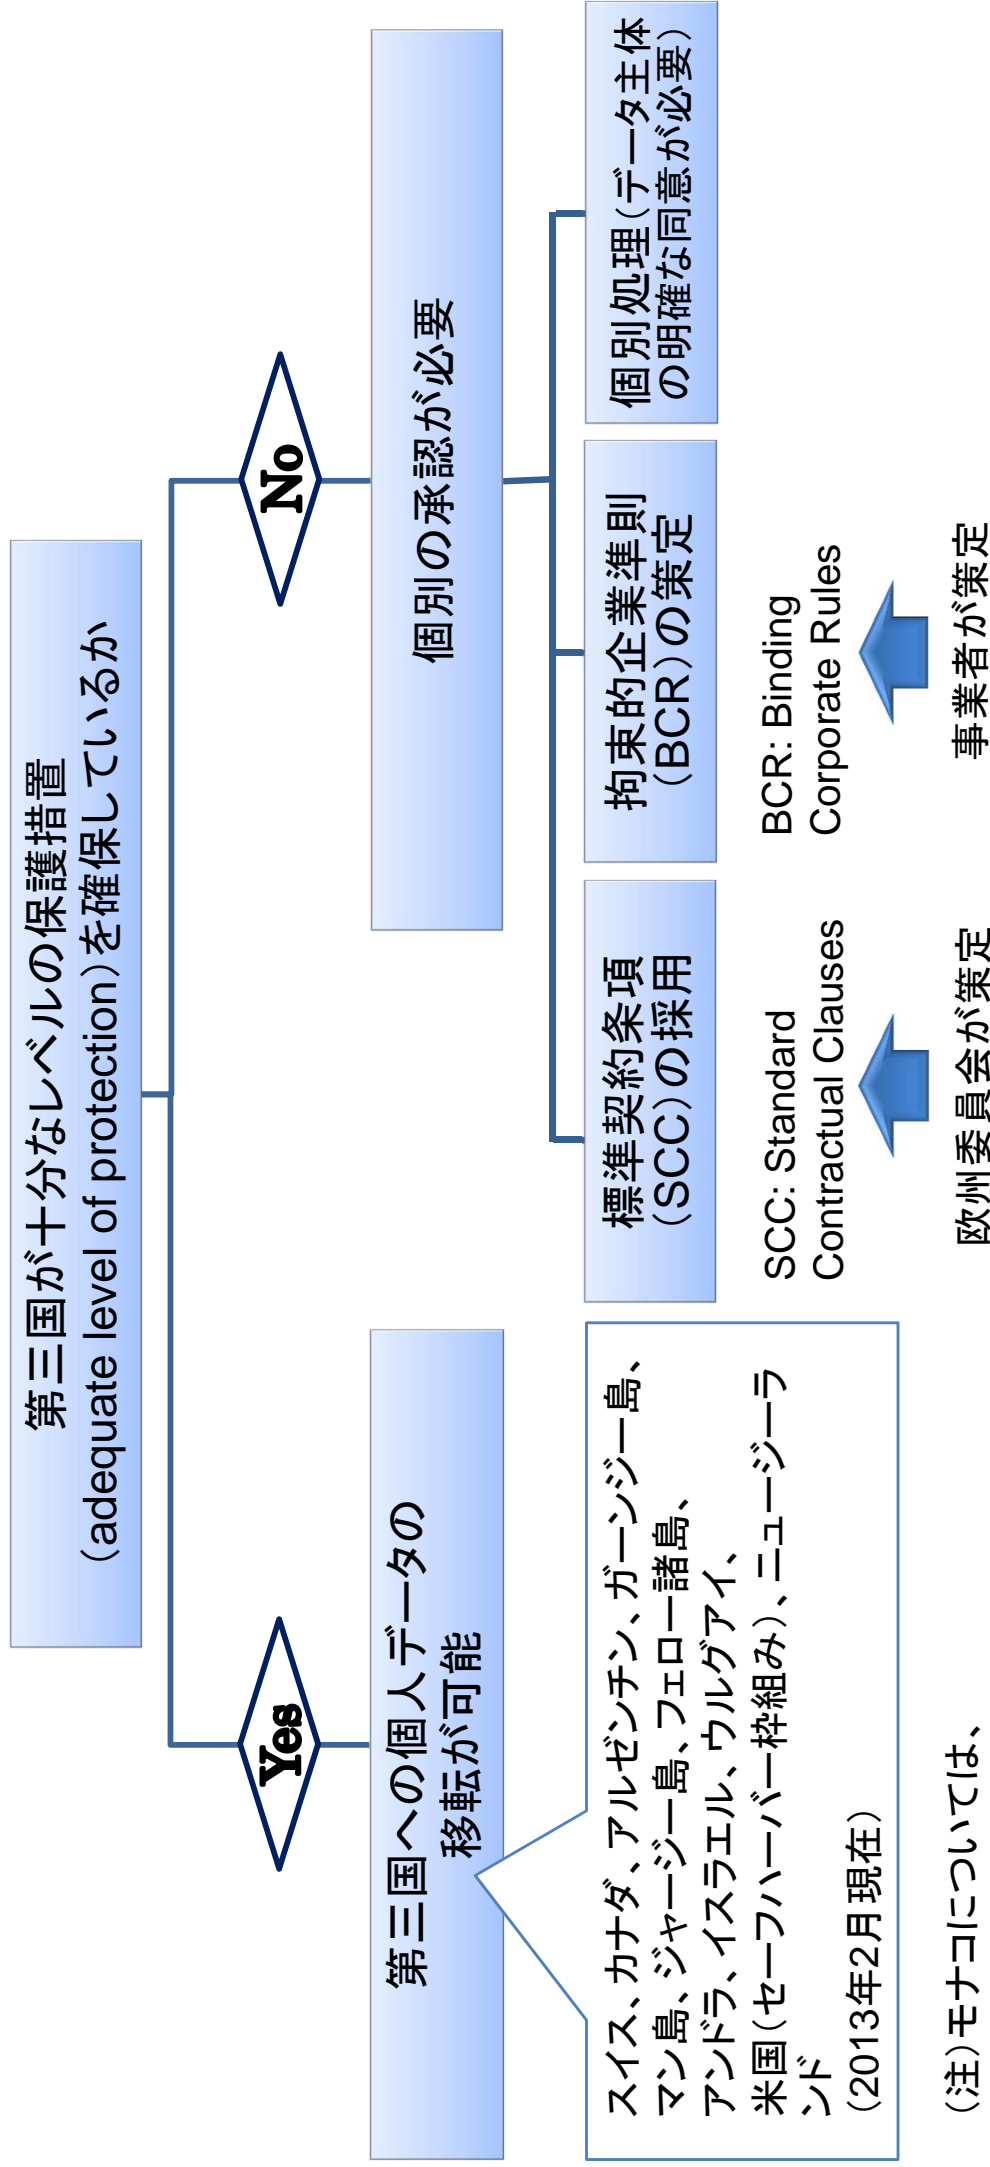 第三国が十分なレベルの保護措置
(adequate level of protection)を確保しているか
Yes
No
第三国への個人データの
移転が可能
個別の承認が必要
スイス、カナダ、アルゼンチン、ガーンジー島、
マン島、ジャージー島、フェロー諸島、
アンドラ、イスラエル、ウルグアイ、
米国(セーフハーバー枠組み)、ニュージーラ
ンド
(2013年2月現在)
標準契約条項
(SCC)の採用
拘束的企業準則
(BCR)の策定
個別処理(データ主体
の明確な同意が必要)
SCC: Standard
Contractual Clauses
BCR: Binding
Corporate Rules
欧州委員会が策定
事業者が策定
(注)モナコについては、